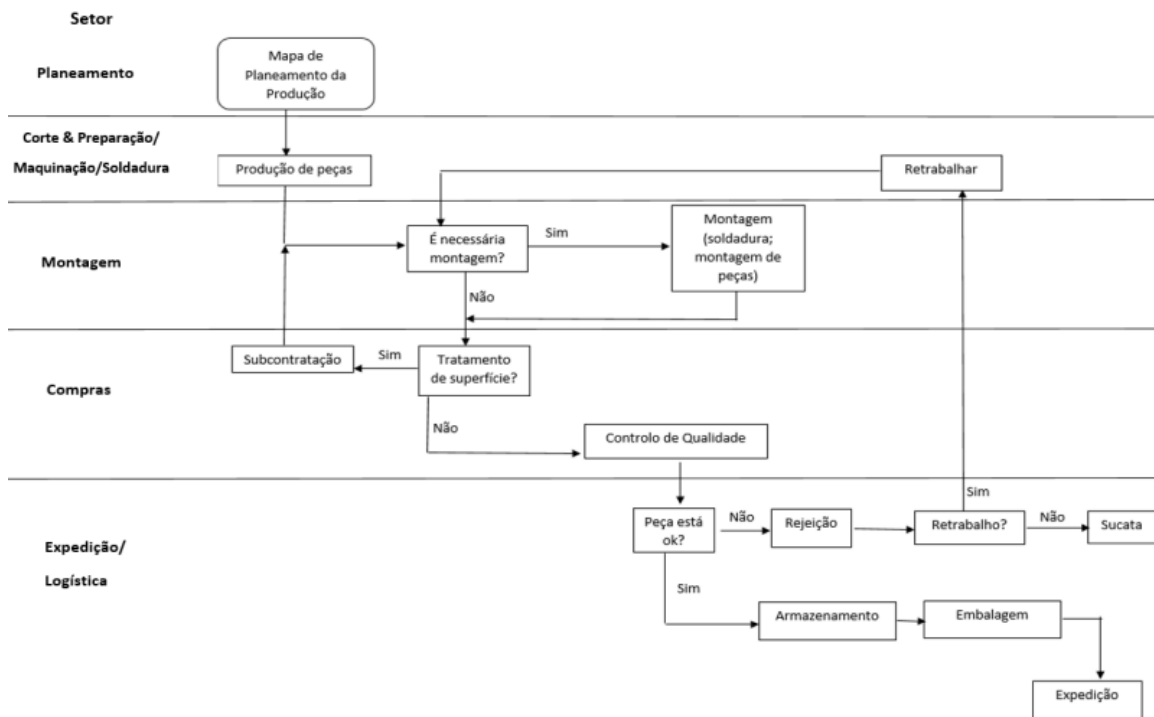 Setor
Planeamento
Mapa de
Planeamento da
Produção
Corte & Preparação/
Maquinação/Soldadura
Produção de peças
Retrabalhar
Montagem
É necessária
montagem?
Sim
Montagem
(soldadura;
montagem de
peças)
Não
Compras
Subcontratação
Sim
Tratamento
de superfície?
Não
Controlo de Qualidade
Sim
Expedição/
Logística
Peça está
ok?
Não
Rejeição
Retrabalho?
Não
Sucata
Sim
Armazenamento
Embalagem
Expedição